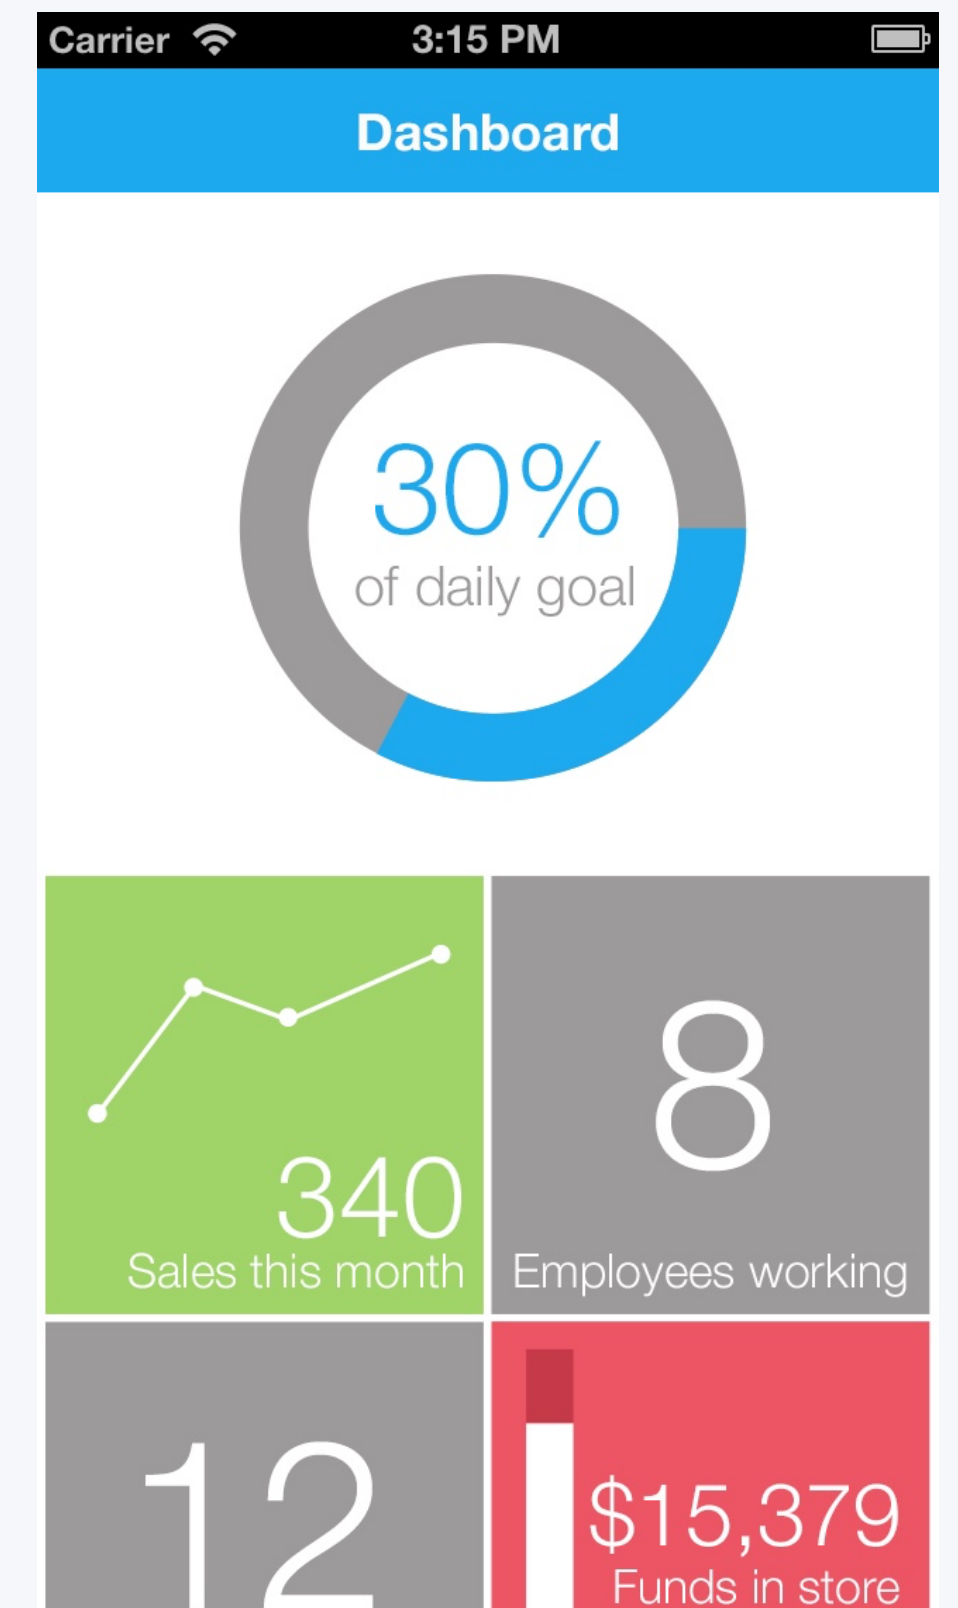 Carrier 3:15 PM
Dashboard
30%
of daily goal
340
Sales this month
8
Employees working
12
$15,379
Funds in store